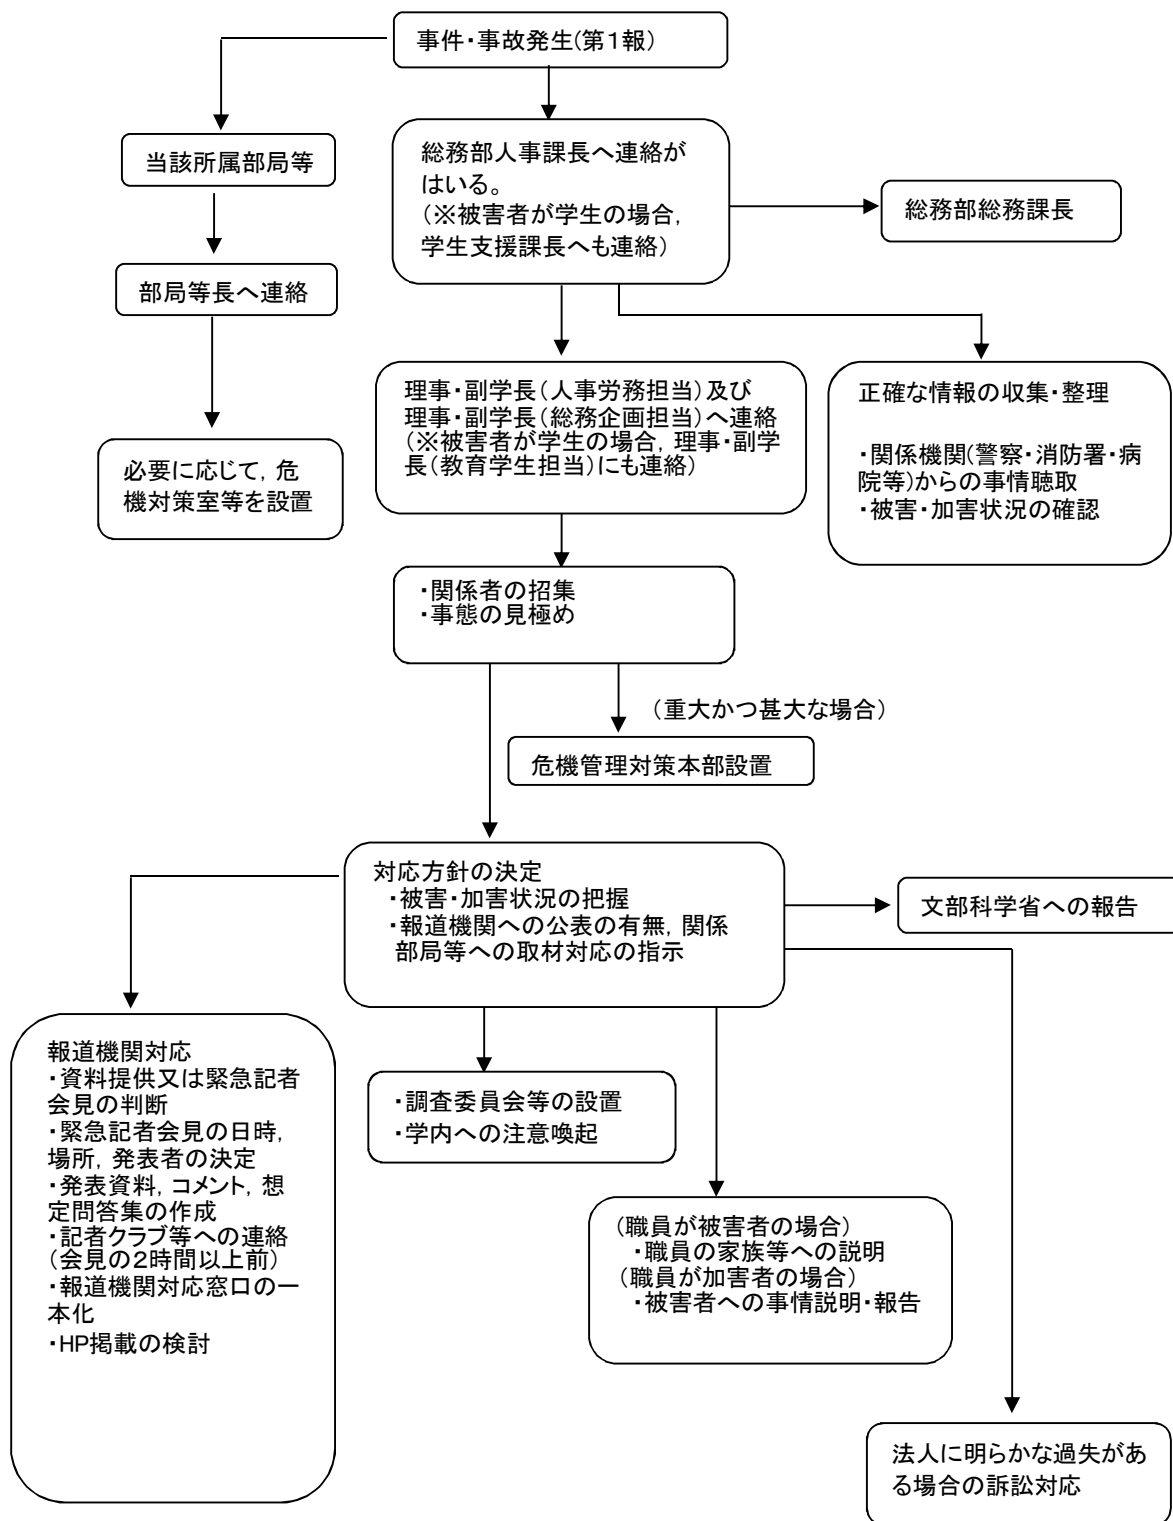 事件・事故発生(第１報)
当該所属部局等
総務部人事課長へ連絡が
はいる。
(※被害者が学生の場合,
学生支援課長へも連絡)
総務部総務課長
部局等長へ連絡
理事・副学長(人事労務担当)及び
理事・副学長(総務企画担当)へ連絡
(※被害者が学生の場合, 理事・副学
長(教育学生担当)にも連絡)
正確な情報の収集・整理
・関係機関(警察・消防署・病
院等)からの事情聴取
・被害・加害状況の確認
必要に応じて, 危
機対策室等を設置
・関係者の招集
・事態の見極め
(重大かつ甚大な場合)
危機管理対策本部設置
対応方針の決定
・被害・加害状況の把握
・報道機関への公表の有無, 関係
部局等への取材対応の指示
文部科学省への報告
報道機関対応
・資料提供又は緊急記者
会見の判断
・緊急記者会見の日時,
場所, 発表者の決定
・発表資料, コメント, 想
定問答集の作成
・記者クラブ等への連絡
(会見の２時間以上前)
・報道機関対応窓口の一
本化
・HP掲載の検討
・調査委員会等の設置
・学内への注意喚起
(職員が被害者の場合)
・職員の家族等への説明
(職員が加害者の場合)
・被害者への事情説明・報告
法人に明らかな過失があ
る場合の訴訟対応